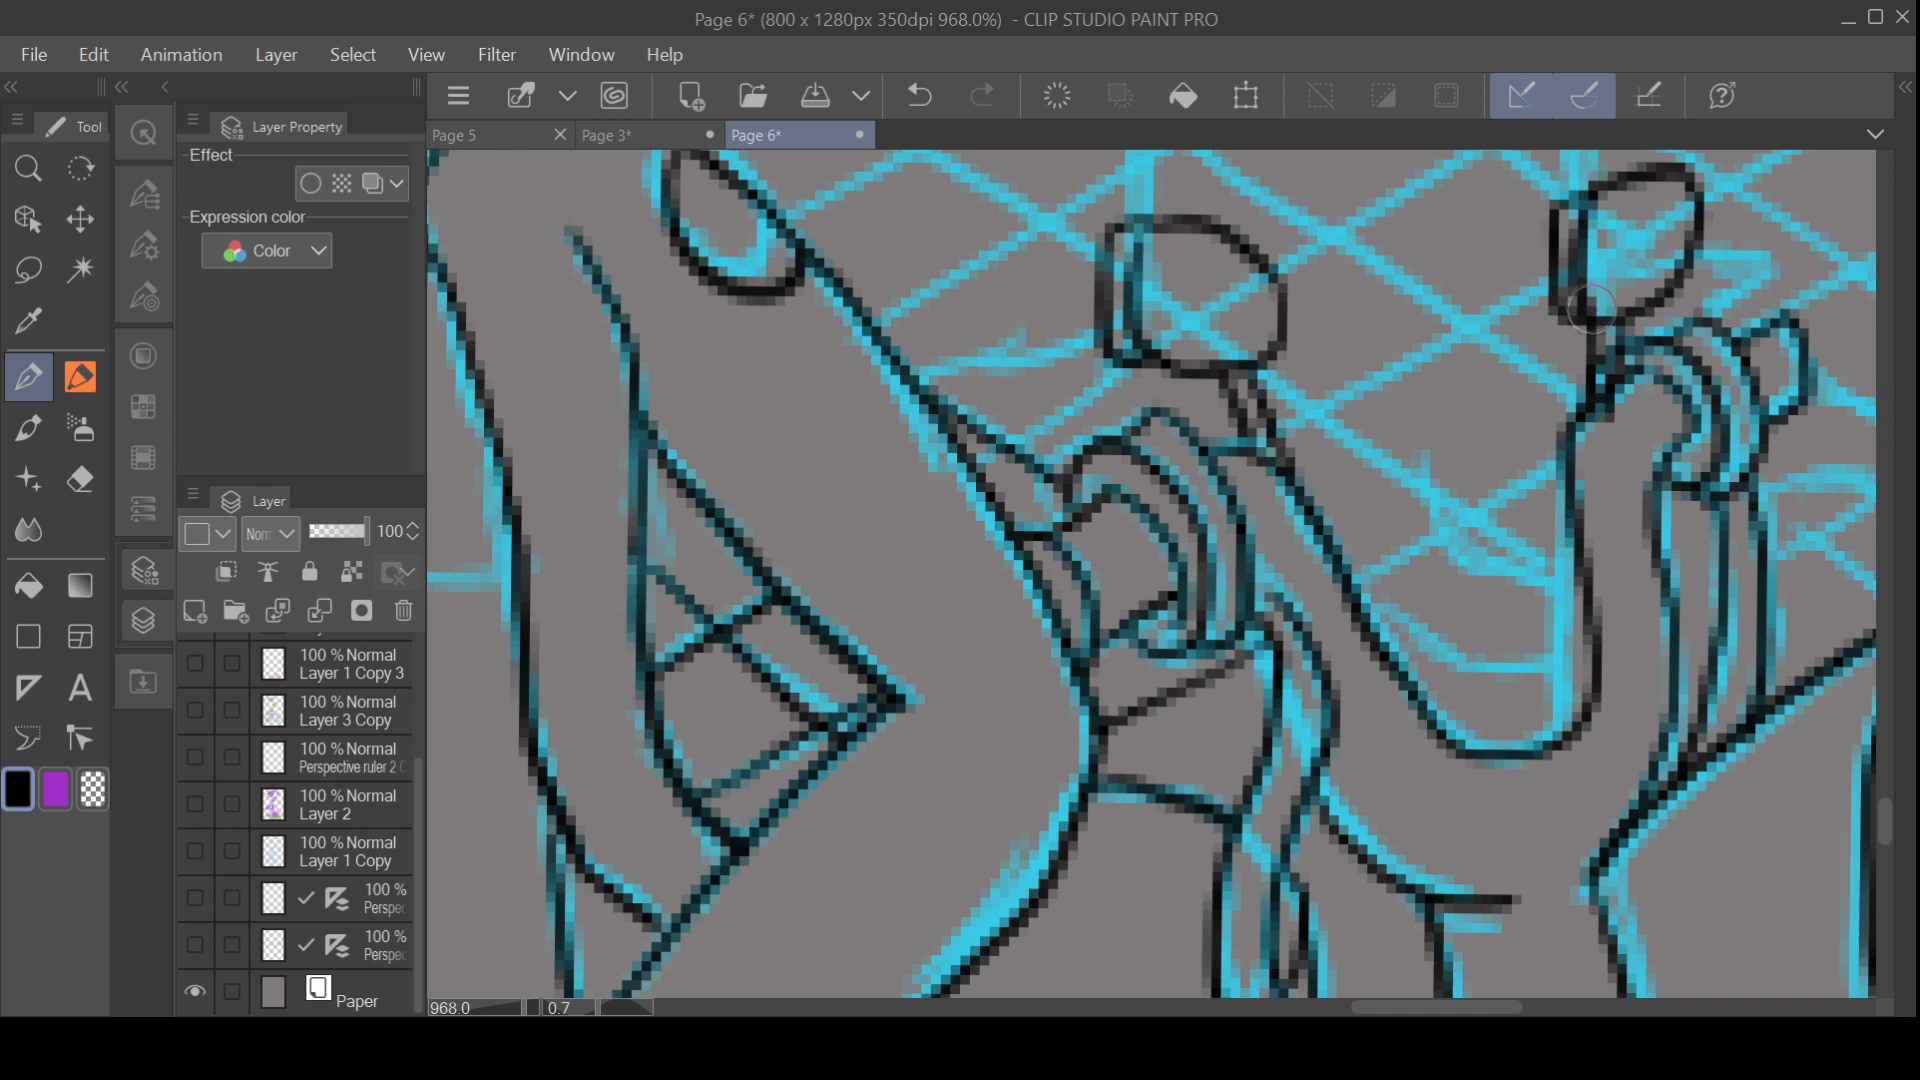 Page 6* (800 x 1280px 350dpi 968.0%) - CLIP STUDIO PAINT PRO
File Edit Animation Layer Select View Filter Window Help
Tool
Layer Property
Page 5
Page 3*
Page 6*
Effect
Expression color
Color
Layer
Norm
100
100 % Normal
Layer 1 Copy 3
100 % Normal
Layer 3 Copy
100 % Normal
Perspective ruler 2 C
100 % Normal
Layer 2
100 % Normal
Layer 1 Copy
100 %
Perspec
100 %
Perspec
Paper
968.0
0.7